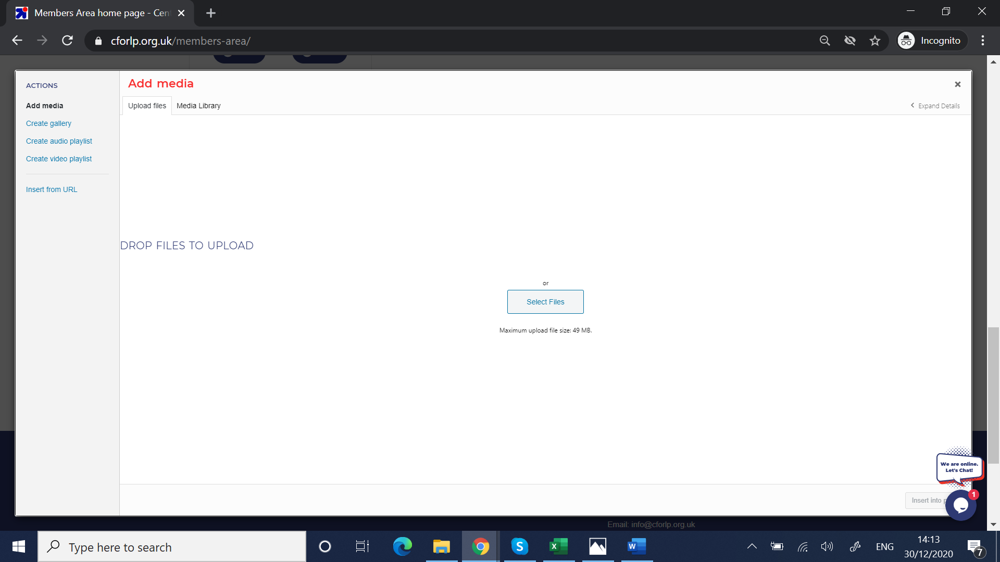 Members Area home page - Cen
cforlp.org.uk/members-area/
Incognito
ACTIONS
Add media
Create gallery
Create audio playlist
Create video playlist
Insert from URL
Add media
Upload files
Media Library
Expand Details
DROP FILES TO UPLOAD
or
Select Files
Maximum upload file size: 49 MB.
We are online.
Let's Chat!
1
Insert into p
Email: info@cforlp.org.uk
Type here to search
ENG
14:13
30/12/2020
7